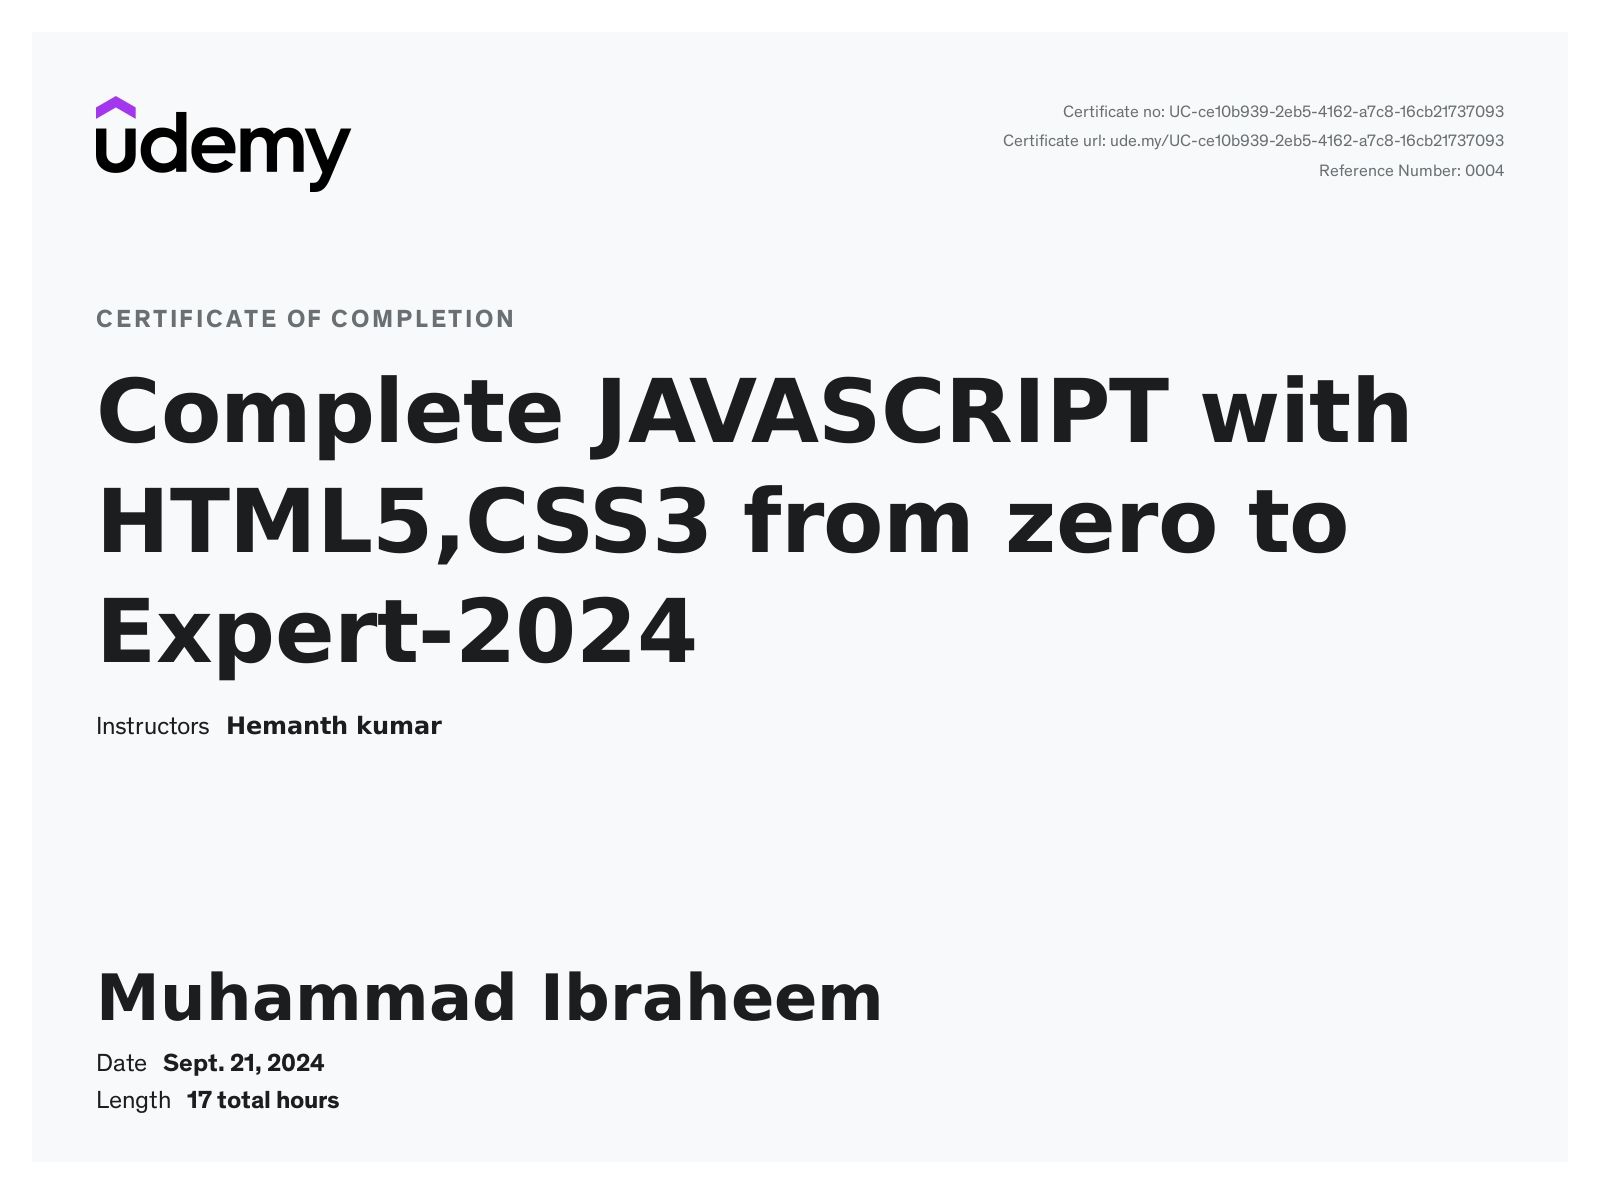 udemy
Certificate no: UC-ce10b939-2eb5-4162-a7c8-16cb21737093
Certificate url: ude.my/UC-ce10b939-2eb5-4162-a7c8-16cb21737093
Reference Number: 0004
CERTIFICATE OF COMPLETION
Complete JAVASCRIPT with
HTML5,CSS3 from zero to
Expert-2024
Instructors Hemanth kumar
Muhammad Ibraheem
Date Sept. 21, 2024
Length 17 total hours